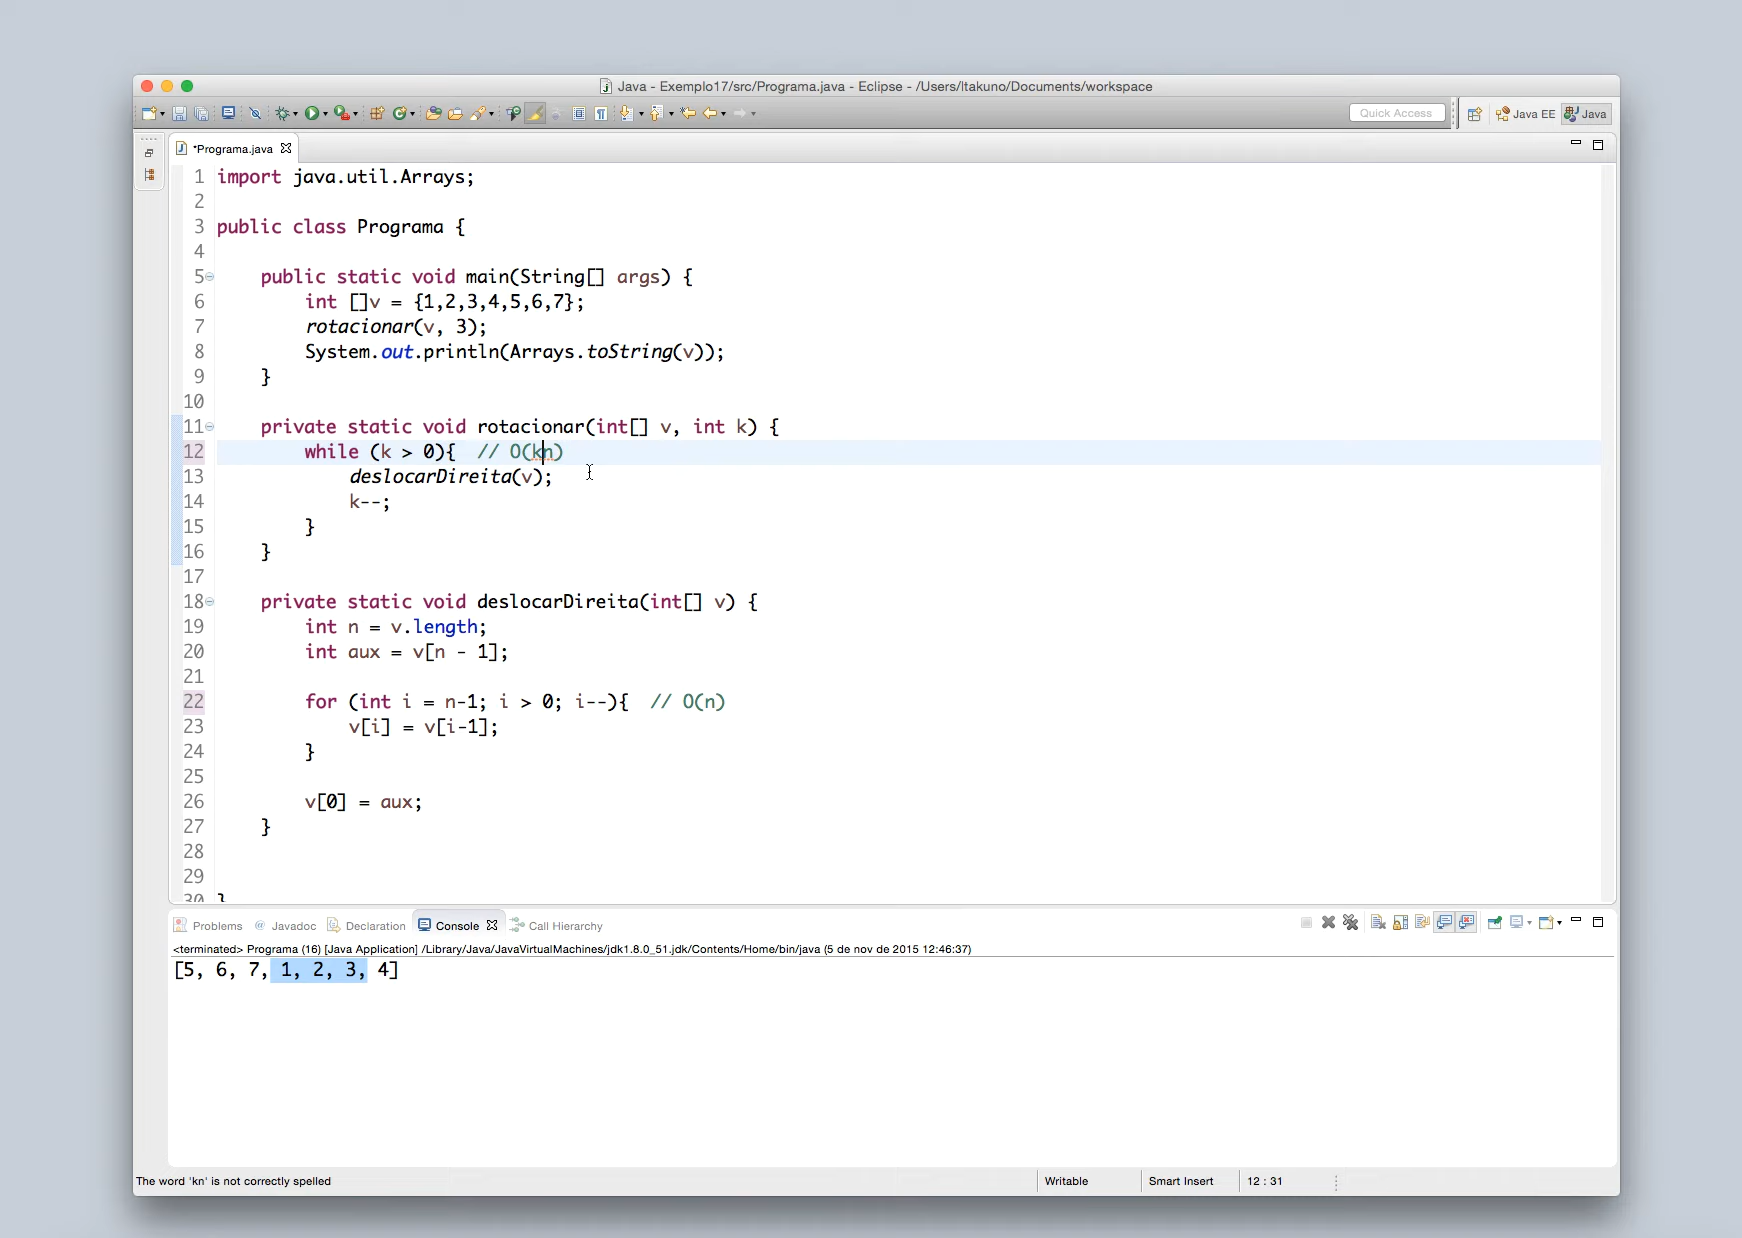 Java - Exemplo17/src/Programa.java - Eclipse - /Users/ltakuno/Documents/workspace
Quick Access
Java EE
Java
*Programa.java
1 import java.util.Arrays;
2
3 public class Programa {
4
5 public static void main(String[] args) {
6 int []v = {1,2,3,4,5,6,7};
7 rotacionar(v, 3);
8 System.out.println(Arrays.toString(v));
9 }
10
11 private static void rotacionar(int[] v, int k) {
12 while (k > 0){ // O(kn)
13 deslocarDireita(v);
14 k--;
15 }
16 }
17
18 private static void deslocarDireita(int[] v) {
19 int n = v.length;
20 int aux = v[n - 1];
21
22 for (int i = n-1; i > 0; i--){ // O(n)
23 v[i] = v[i-1];
24 }
25
26 v[0] = aux;
27 }
28
29
30 }
Problems @ Javadoc Declaration Console Call Hierarchy
<terminated> Programa (16) [Java Application] /Library/Java/JavaVirtualMachines/jdk1.8.0_51.jdk/Contents/Home/bin/java (5 de nov de 2015 12:46:37)
[5, 6, 7, 1, 2, 3, 4]
The word 'kn' is not correctly spelled
Writable
Smart Insert
12 : 31